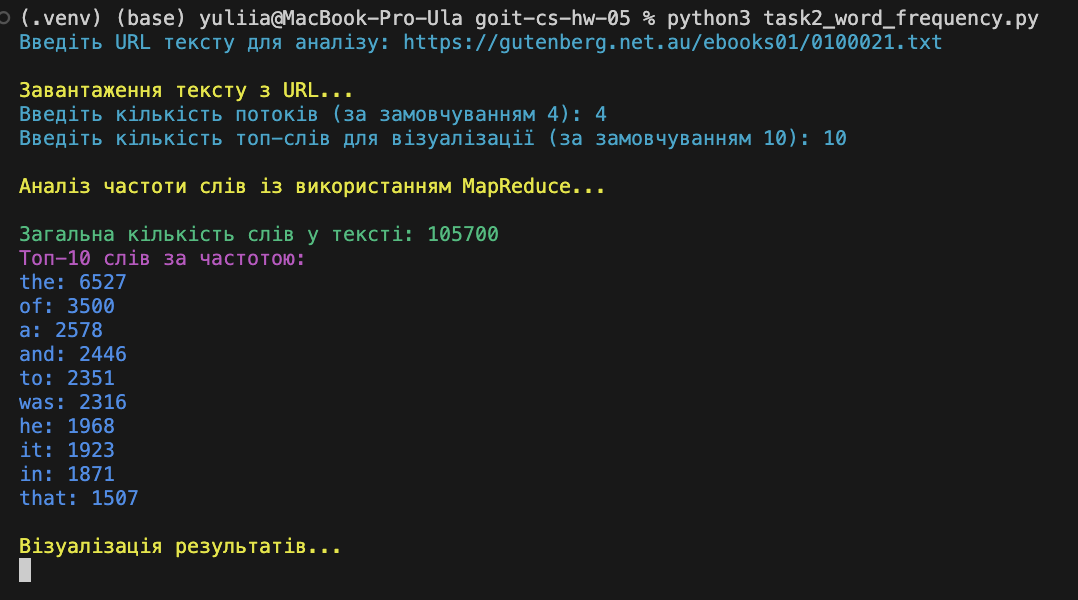 (.venv) (base) yuliia@MacBook-Pro-Ula goit-cs-hw-05 % python3 task2_word_frequency.py
Введіть URL тексту для аналізу: https://gutenberg.net.au/ebooks01/0100021.txt
Завантаження тексту з URL...
Введіть кількість потоків (за замовчуванням 4): 4
Введіть кількість топ-слів для візуалізації (за замовчуванням 10): 10
Аналіз частоти слів із використанням MapReduce...
Загальна кількість слів у тексті: 105700
Топ-10 слів за частотою:
the: 6527
of: 3500
a: 2578
and: 2446
to: 2351
was: 2316
he: 1968
it: 1923
in: 1871
that: 1507
Візуалізація результатів...